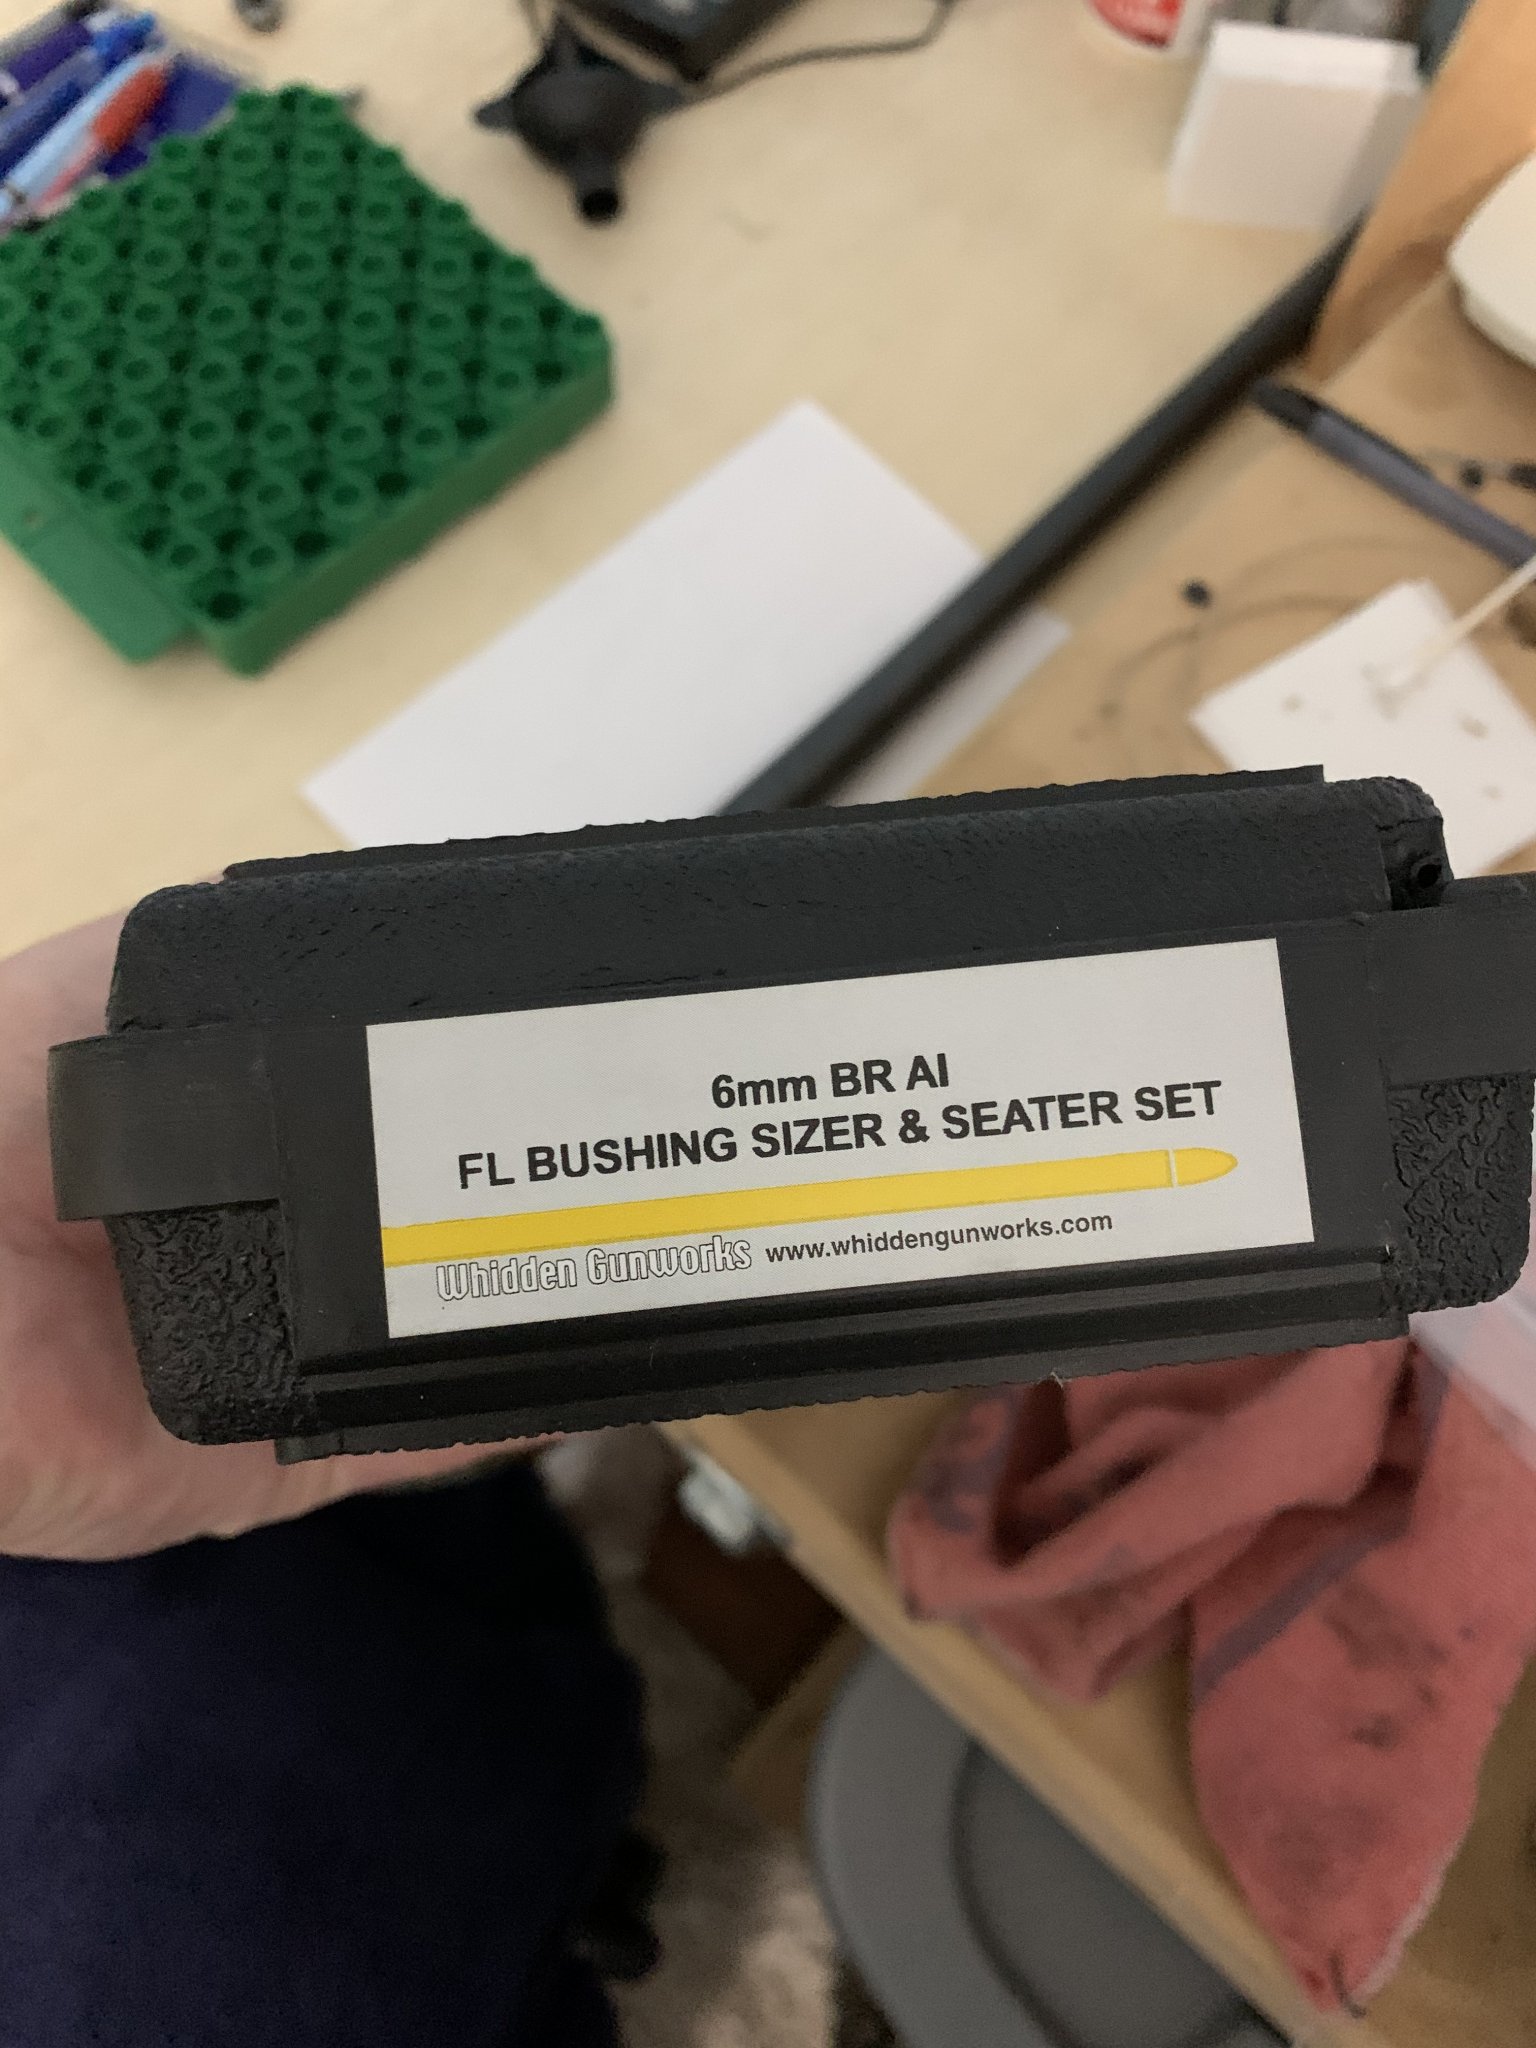 6mm BR AI
FL BUSHING SIZER & SEATER SET
Whidden Gunworks www.whiddengunworks.com